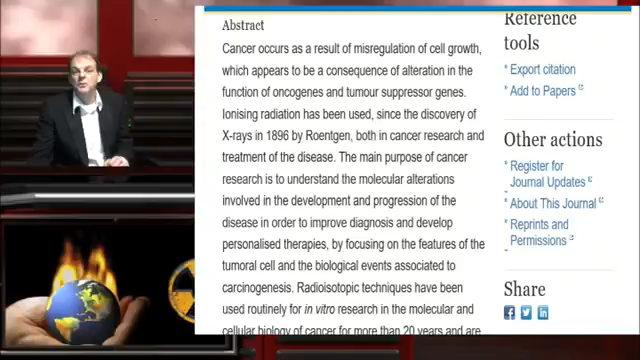 Abstract
Cancer occurs as a result of misregulation of cell growth,
which appears to be a consequence of alteration in the
function of oncogenes and tumour suppressor genes.
Ionising radiation has been used, since the discovery of
X-rays in 1896 by Roentgen, both in cancer research and
treatment of the disease. The main purpose of cancer
research is to understand the molecular alterations
involved in the development and progression of the
disease in order to improve diagnosis and develop
personalised therapies, by focusing on the features of the
tumoral cell and the biological events associated to
carcinogenesis. Radioisotopic techniques have been
used routinely for in vitro research in the molecular and
cellular biology of cancer for more than 20 years and are
Reference
tools
Export citation
Add to Papers
Other actions
Register for
Journal Updates
About This Journal
Reprints and
Permissions
Share